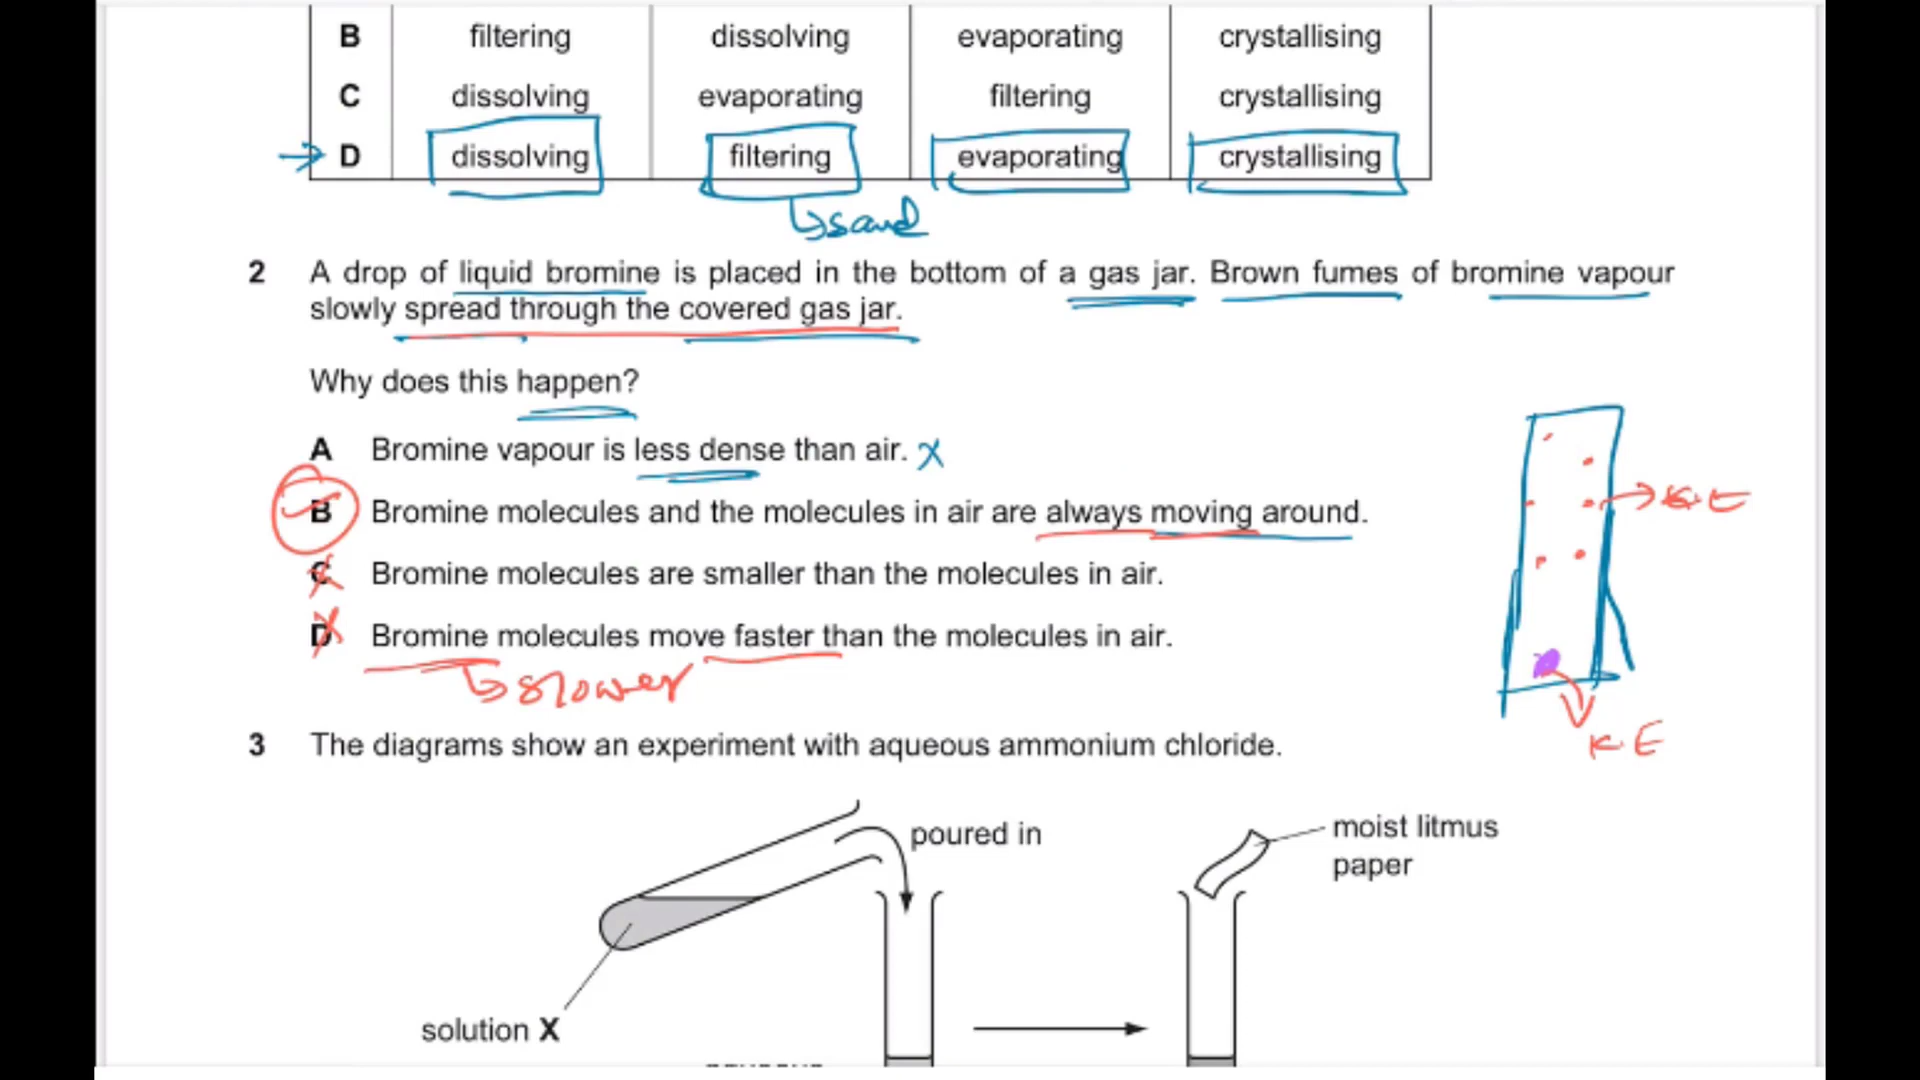 B filtering dissolving evaporating crystallising
C dissolving evaporating filtering crystallising
D dissolving filtering evaporating crystallising
sand
2 A drop of liquid bromine is placed in the bottom of a gas jar. Brown fumes of bromine vapour
slowly spread through the covered gas jar.
Why does this happen?
A Bromine vapour is less dense than air. X
B Bromine molecules and the molecules in air are always moving around.
K.E
C Bromine molecules are smaller than the molecules in air.
D Bromine molecules move faster than the molecules in air.
slower
K.E
3 The diagrams show an experiment with aqueous ammonium chloride.
poured in
moist litmus
paper
solution X